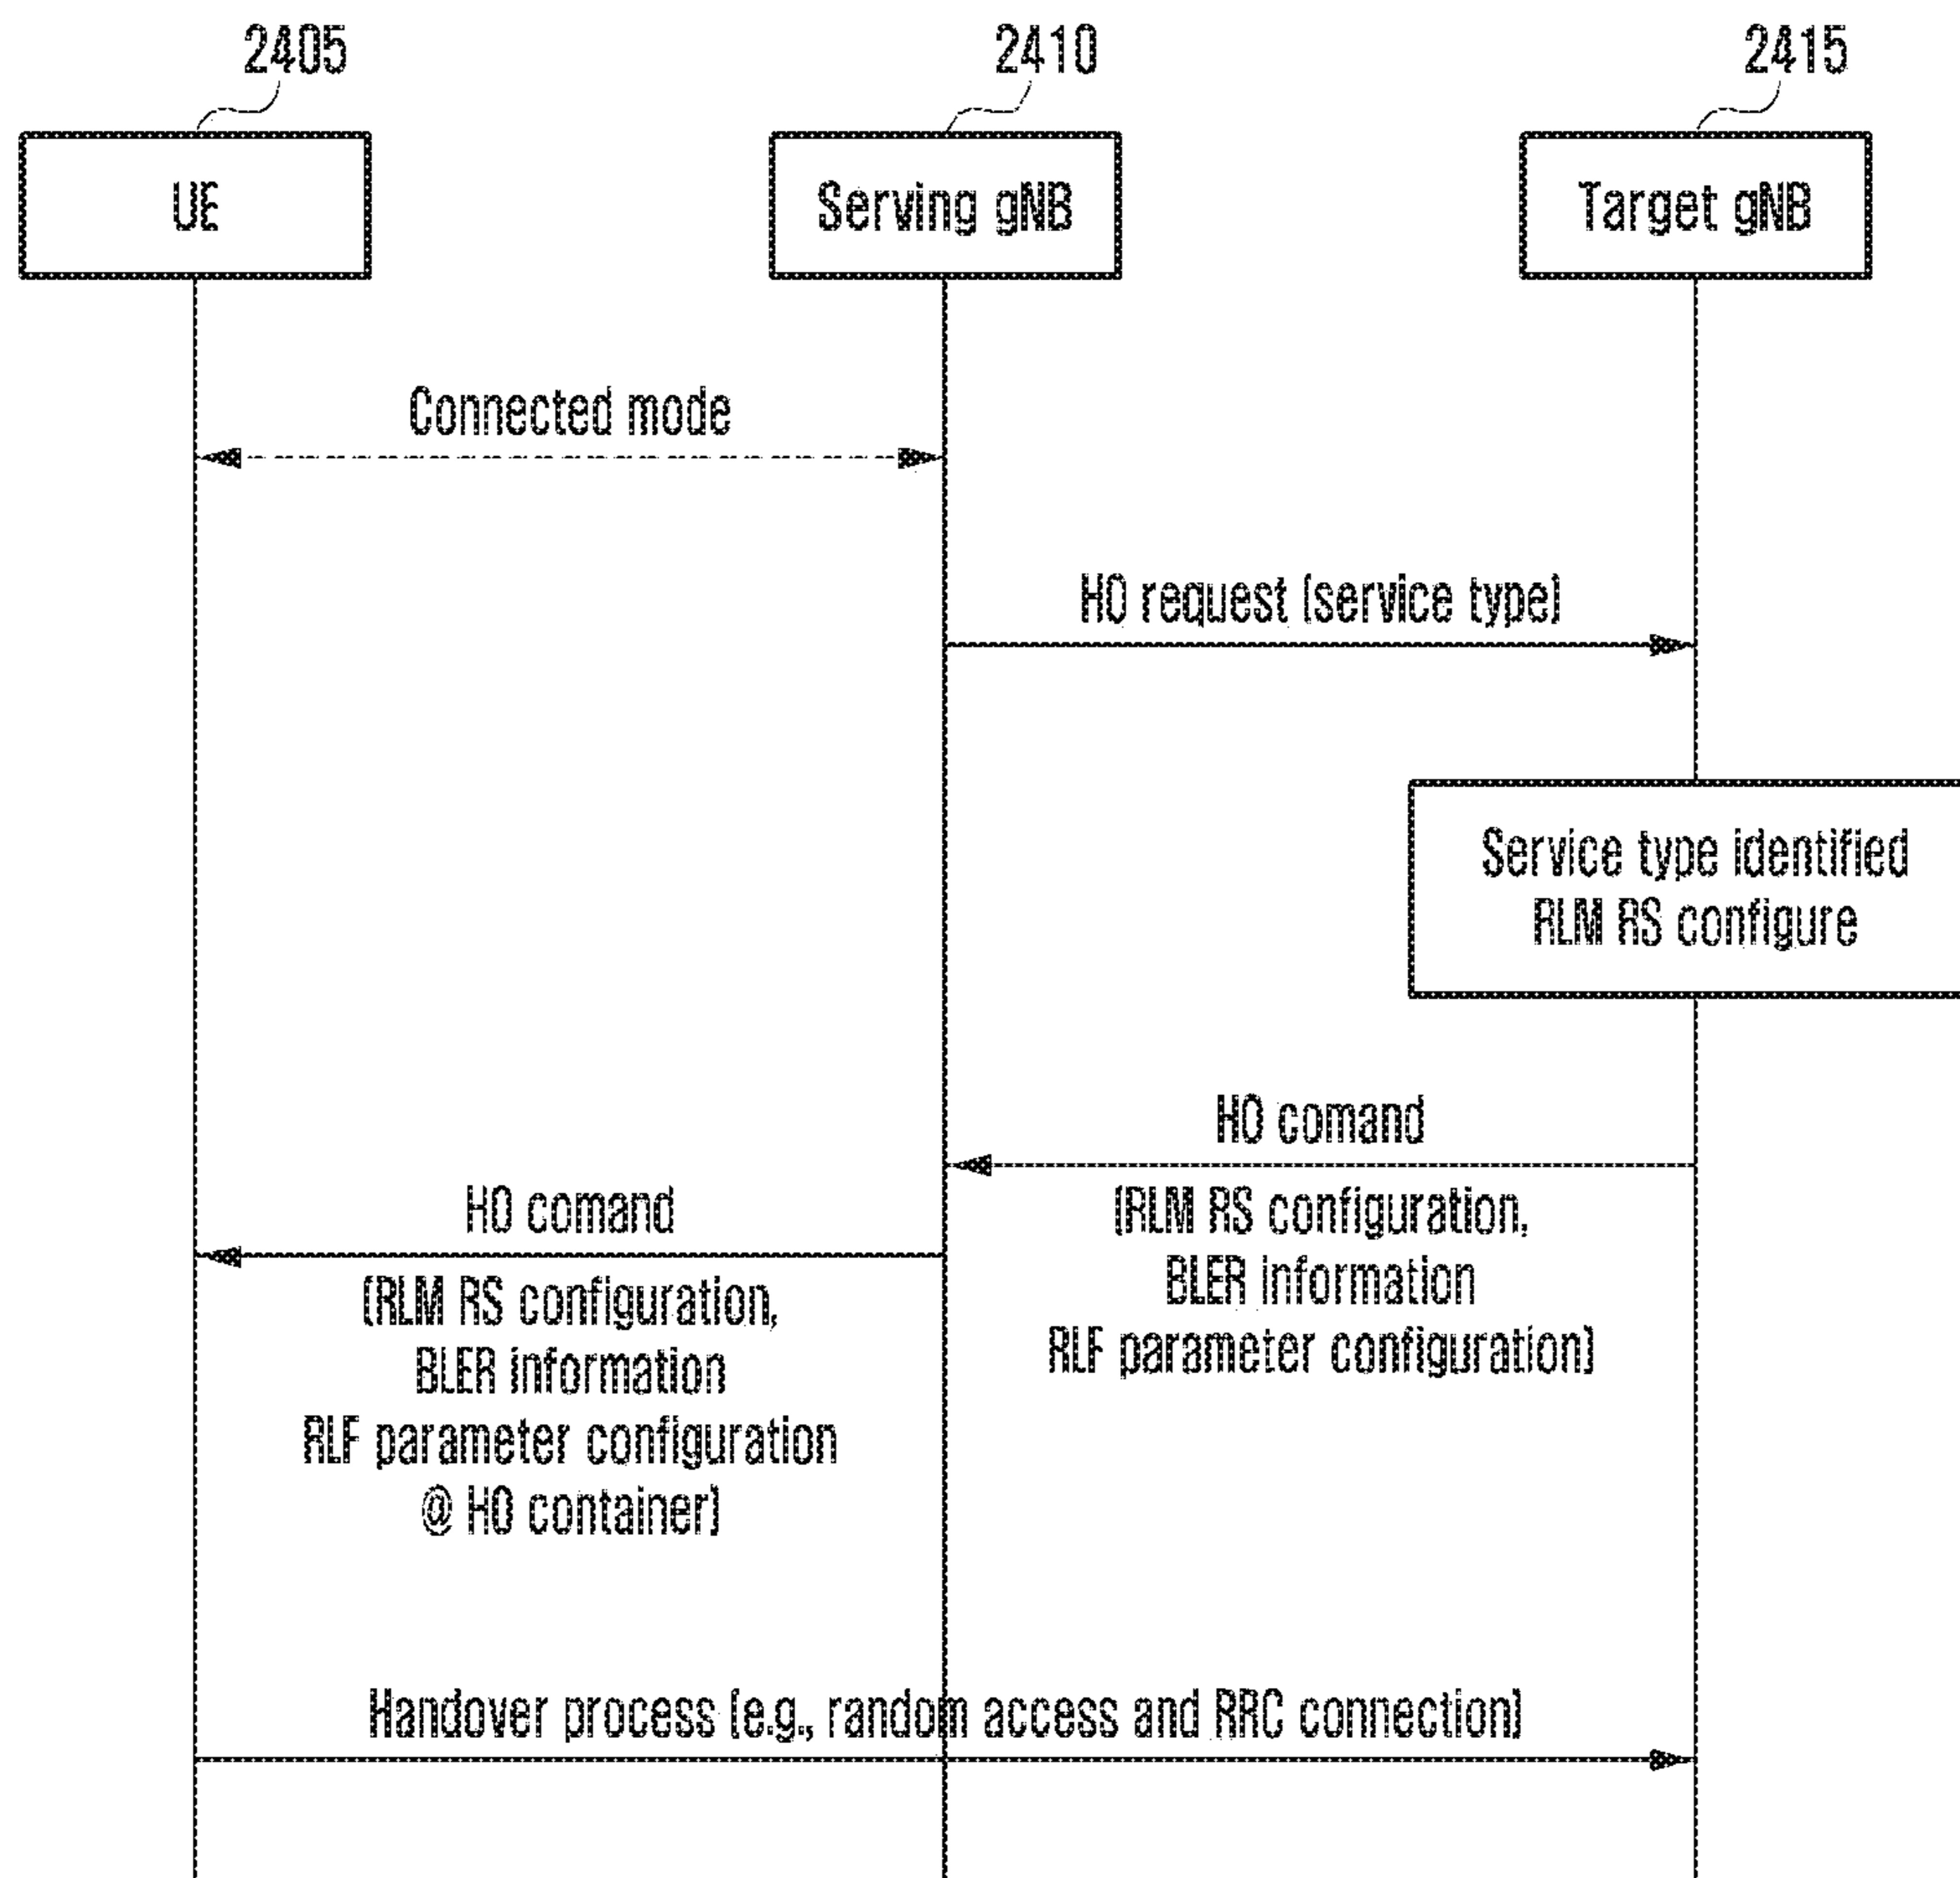 2405
2410
2415
UE
Serving gNB
Target gNB
Connected mode
HO request (service type)
Service type identified
RLM RS configure
HO comand
(RLM RS configuration,
BLER information
RLF parameter configuration)
HO comand
(RLM RS configuration,
BLER information
RLF parameter configuration
@ HO container)
Handover process (e.g., random access and RRC connection)